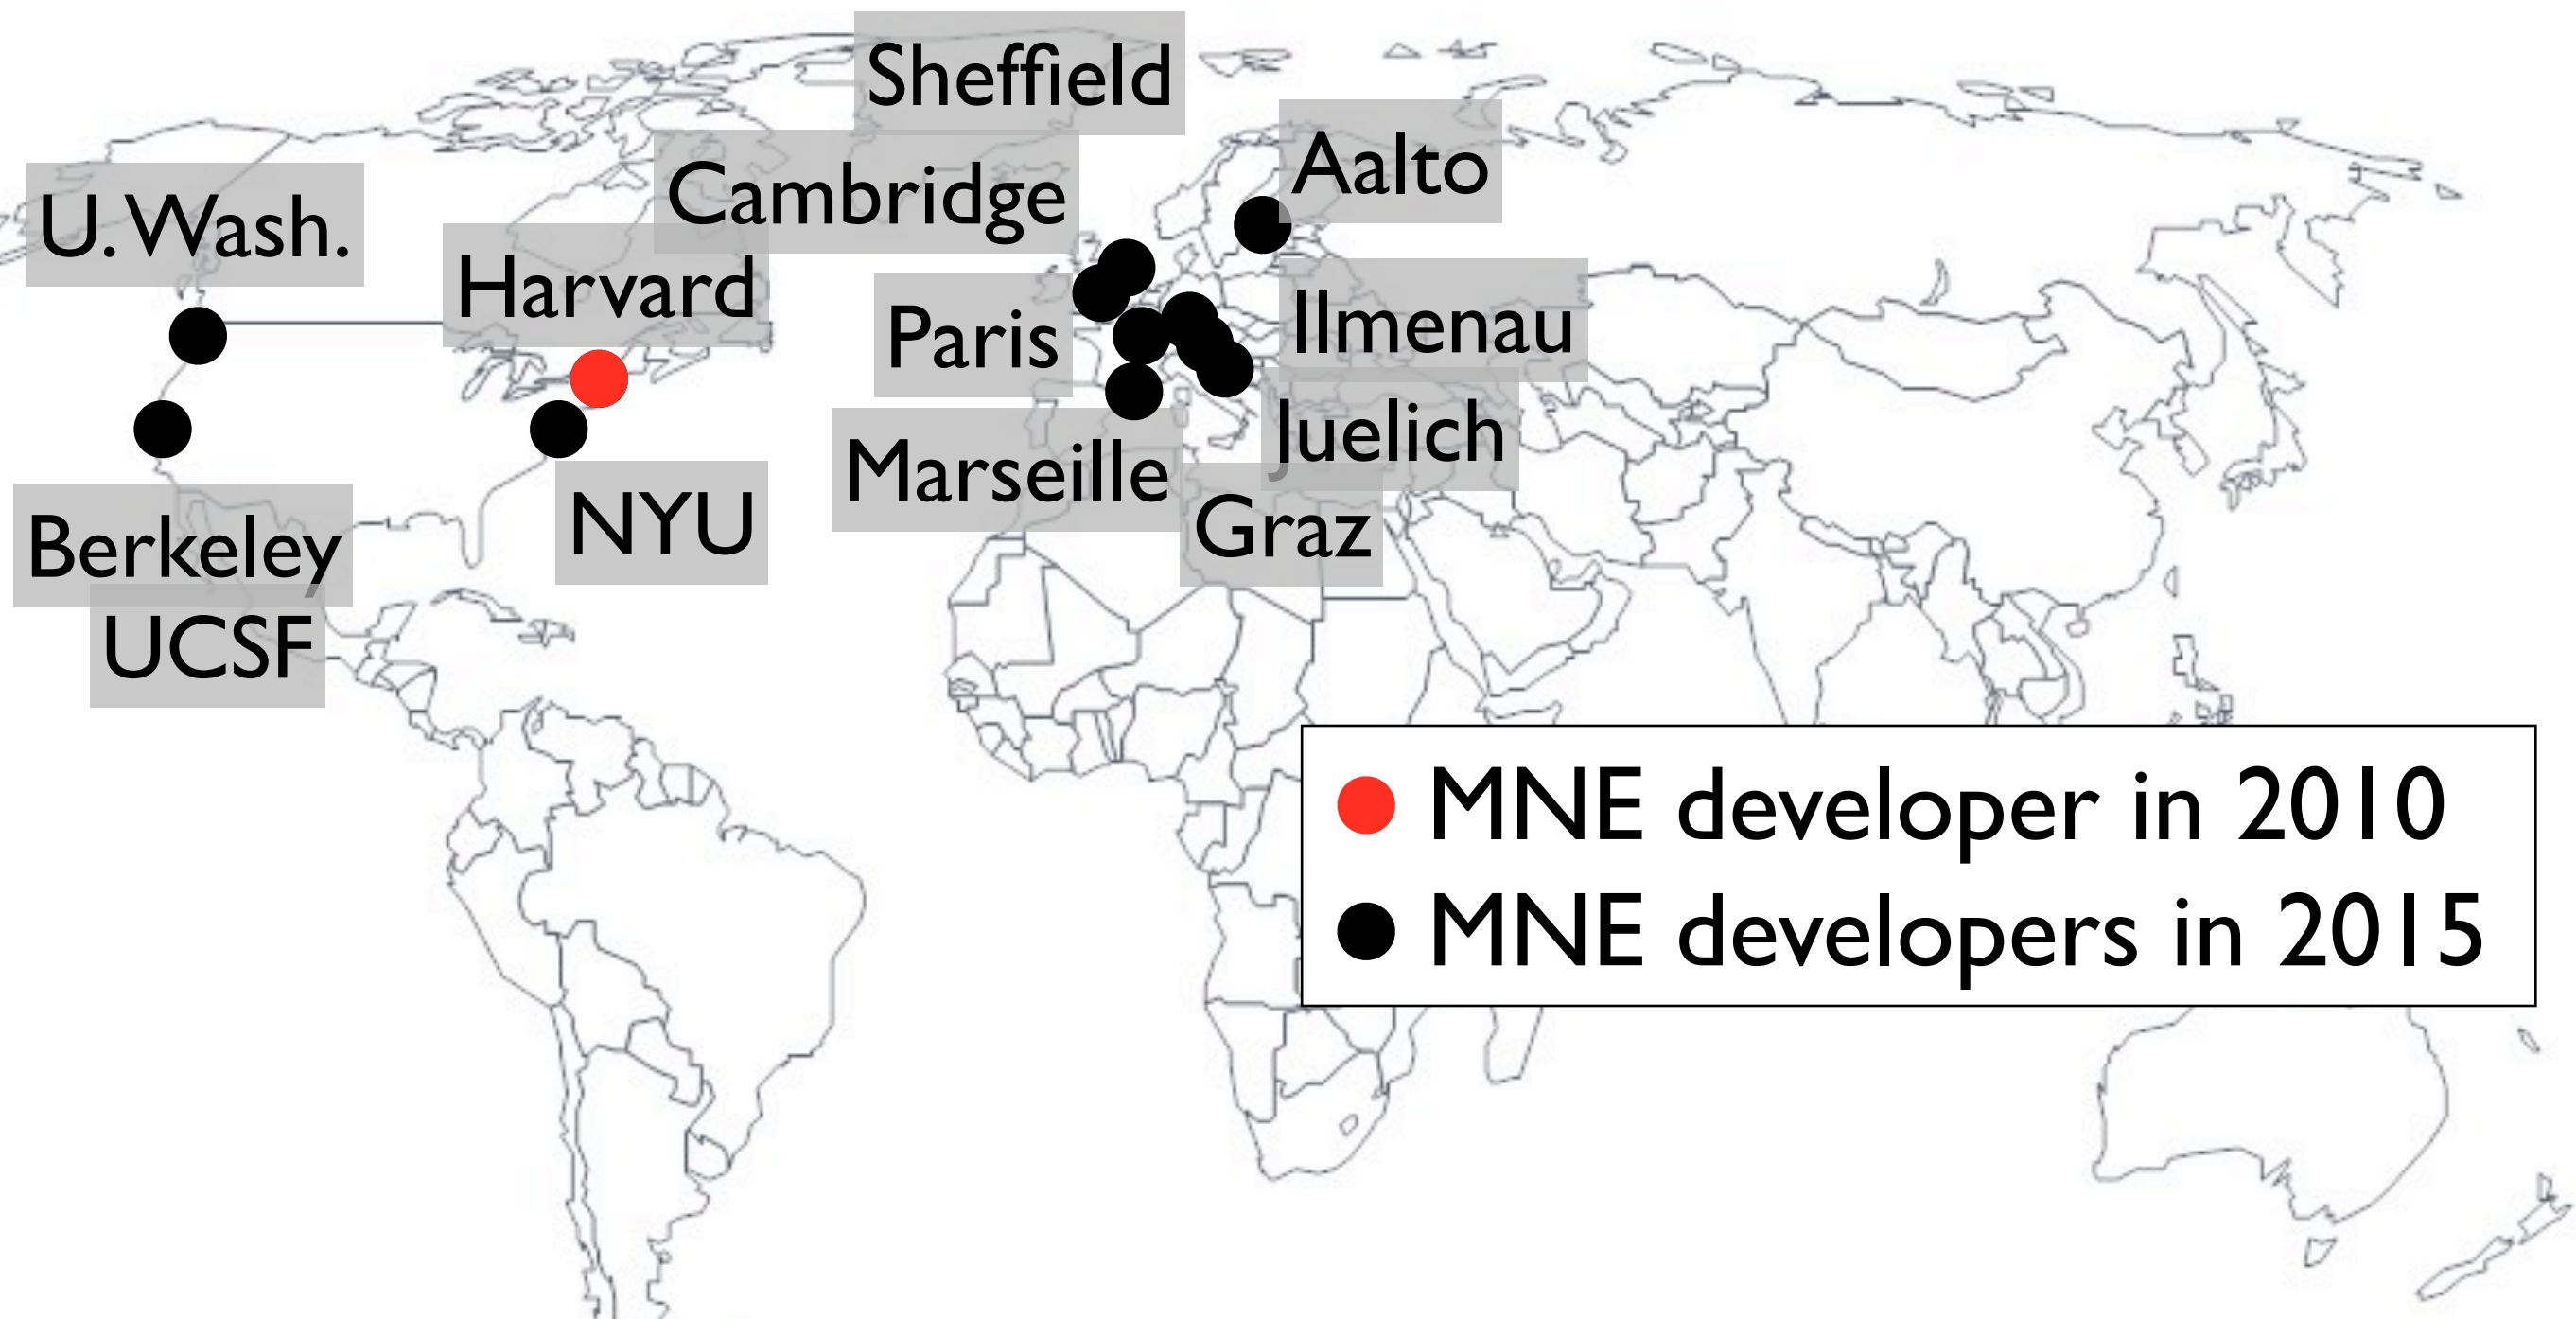 Sheffield
Aalto
Cambridge
U. Wash.
Harvard
Ilmenau
Paris
Juelich
Marseille
NYU
Graz
Berkeley
UCSF
MNE developer in 2010
MNE developers in 2015